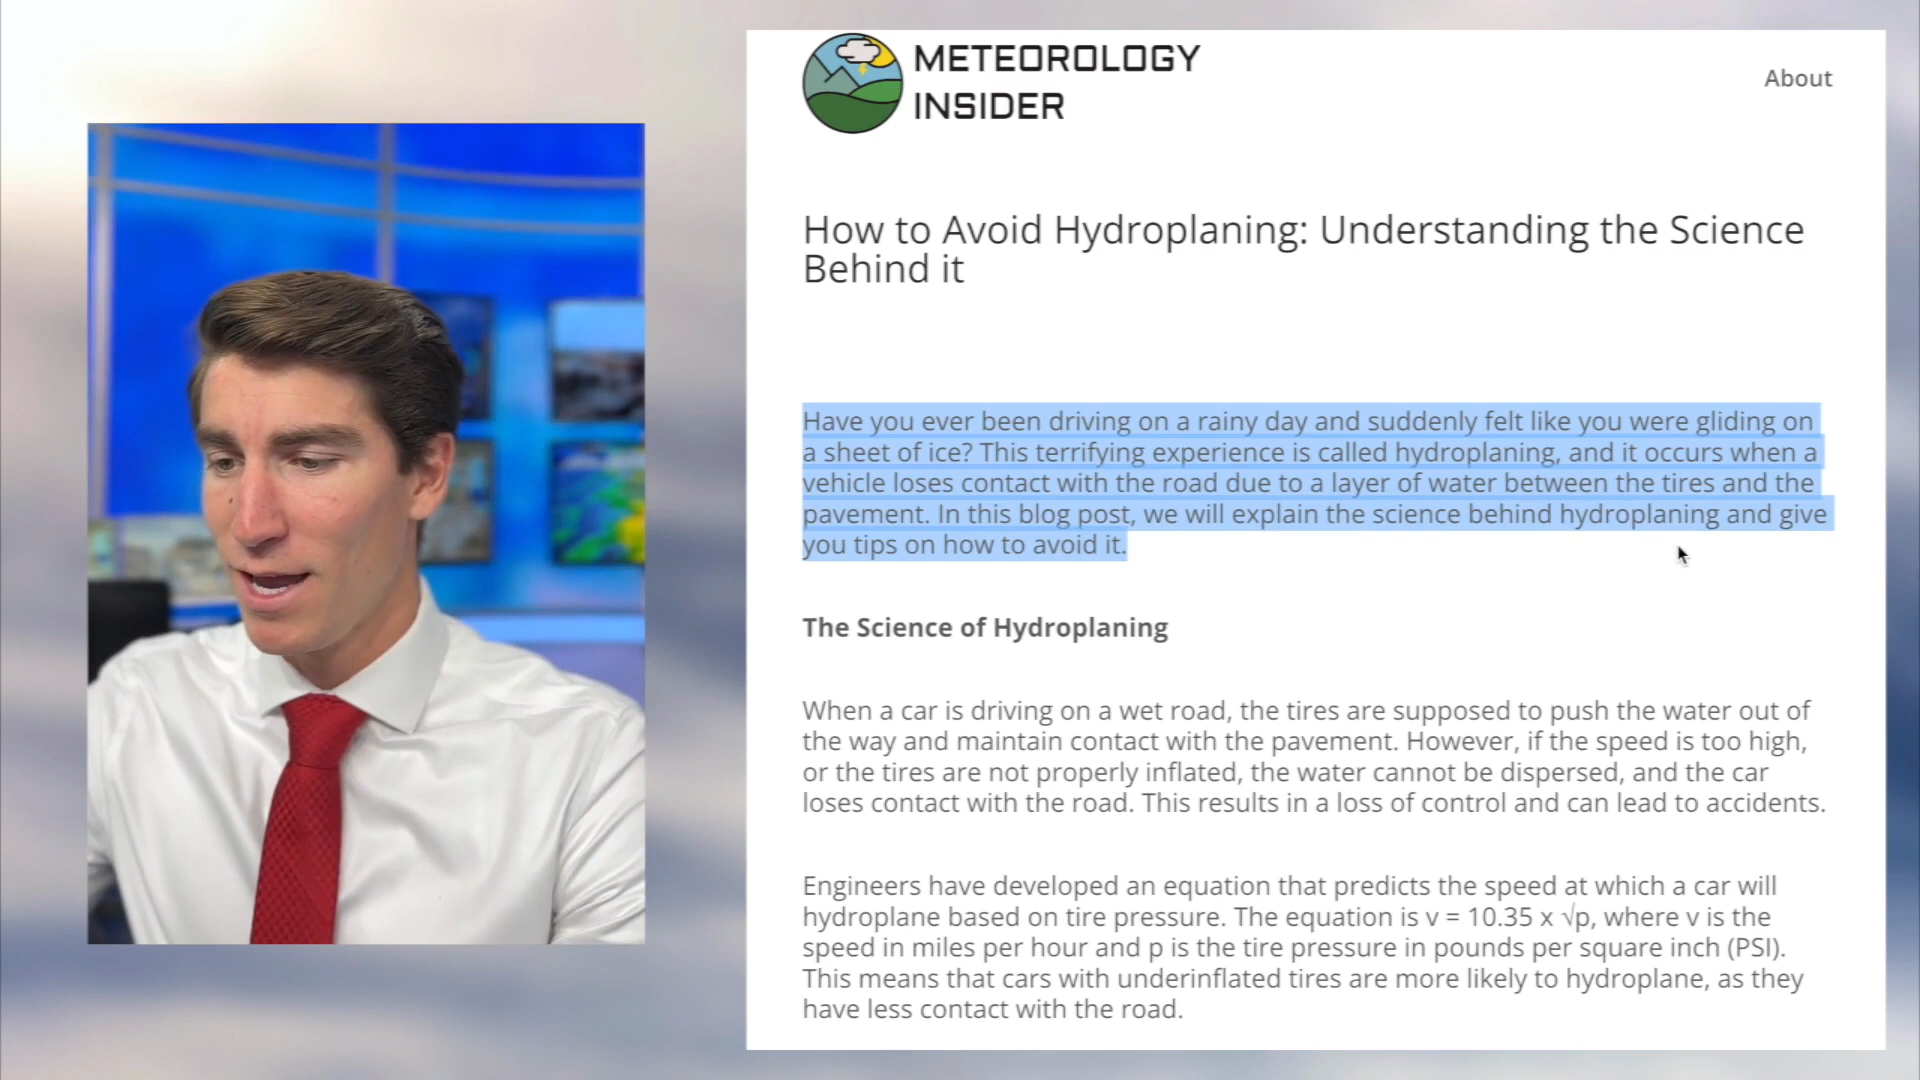 METEOROLOGY
INSIDER
About
How to Avoid Hydroplaning: Understanding the Science
Behind it
Have you ever been driving on a rainy day and suddenly felt like you were gliding on
a sheet of ice? This terrifying experience is called hydroplaning, and it occurs when a
vehicle loses contact with the road due to a layer of water between the tires and the
pavement. In this blog post, we will explain the science behind hydroplaning and give
you tips on how to avoid it.
The Science of Hydroplaning
When a car is driving on a wet road, the tires are supposed to push the water out of
the way and maintain contact with the pavement. However, if the speed is too high,
or the tires are not properly inflated, the water cannot be dispersed, and the car
loses contact with the road. This results in a loss of control and can lead to accidents.
Engineers have developed an equation that predicts the speed at which a car will
hydroplane based on tire pressure. The equation is v = 10.35 x √p, where v is the
speed in miles per hour and p is the tire pressure in pounds per square inch (PSI).
This means that cars with underinflated tires are more likely to hydroplane, as they
have less contact with the road.